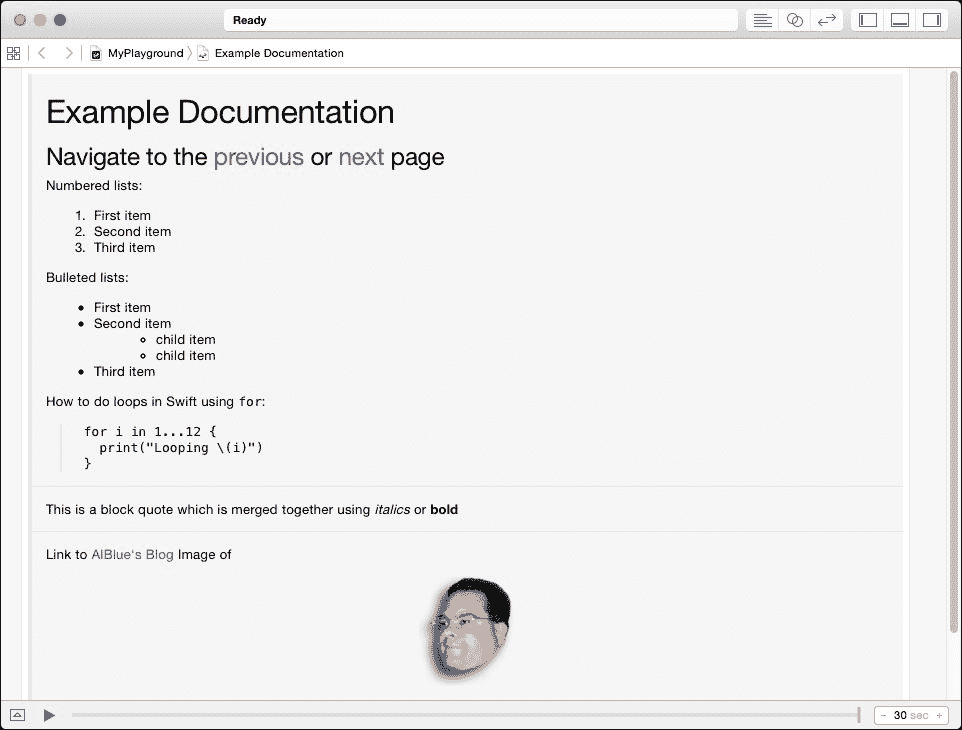 Ready
MyPlayground Example Documentation
Example Documentation
Navigate to the previous or next page
Numbered lists:
1. First item
2. Second item
3. Third item
Bulleted lists:
• First item
• Second item
◦ child item
◦ child item
• Third item
How to do loops in Swift using for:
for i in 1...12 {
  print("Looping \(i)")
}
This is a block quote which is merged together using italics or bold
Link to AlBlue's Blog Image of
- 30 sec +